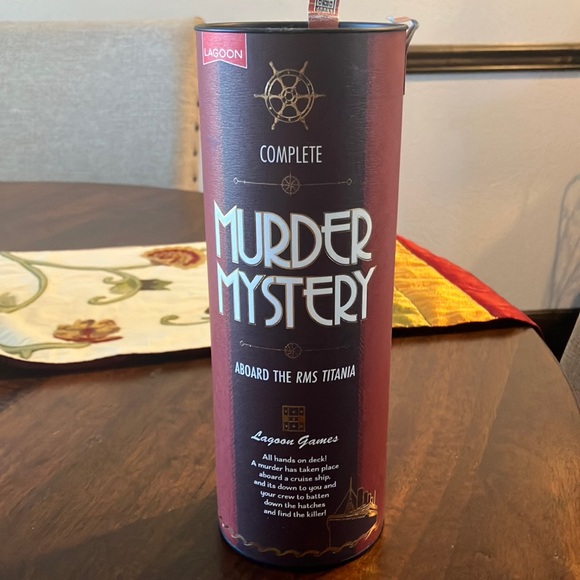 LAGOON
COMPLETE
MURDER
MYSTERY
ABOARD THE RMS TITANIA
Lagoon Games
All hands on deck!
A murder has taken place
aboard a cruise ship,
and its down to you and
your crew to batten
down the hatches
and find the killer!